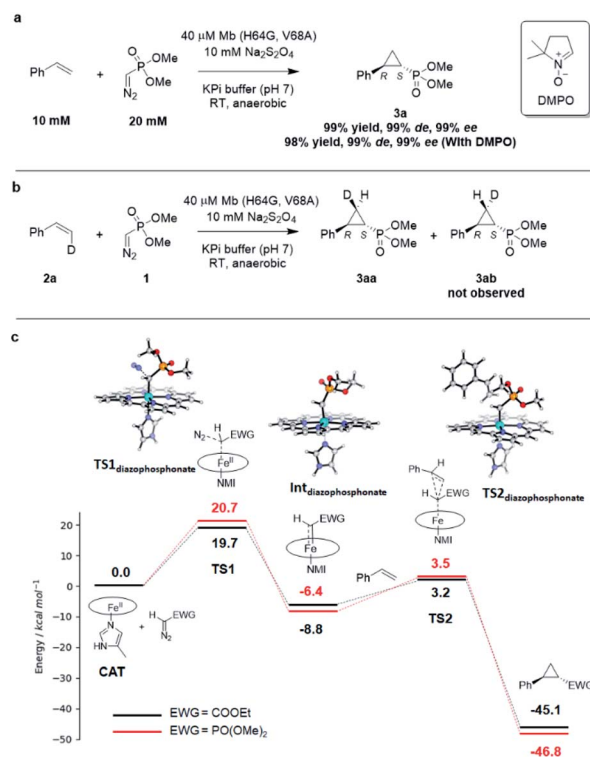 a
40 μM Mb (H64G, V68A)
10 mM Na2S2O4
KPi buffer (pH 7)
RT, anaerobic
Ph
+
O
P
OMe
OMe
N2
10 mM
20 mM
Ph
R
S
O
P
OMe
OMe
3a
99% yield, 99% de, 99% ee
98% yield, 99% de, 99% ee (WIth DMPO)
N
+
O
−
DMPO
b
40 μM Mb (H64G, V68A)
10 mM Na2S2O4
KPi buffer (pH 7)
RT, anaerobic
Ph
D
+
O
P
OMe
OMe
N2
2a
1
D
H
Ph
R
S
O
P
OMe
OMe
+
H
D
Ph
R
S
O
P
OMe
OMe
3aa
3ab
not observed
c
TS1diazophosphonate
Intdiazophosphonate
TS2diazophosphonate
H
N2
EWG
FeII
NMI
H
EWG
Fe
NMI
Ph
H
H
EWG
Fe
NMI
Ph
Energy / kcal mol−1
20
10
0
−10
−20
−30
−40
−50
0.0
FeII
N
HN
+
H
EWG
N2
CAT
20.7
19.7
TS1
-6.4
-8.8
3.5
3.2
TS2
Ph
EWG
-45.1
-46.8
EWG = COOEt
EWG = PO(OMe)2